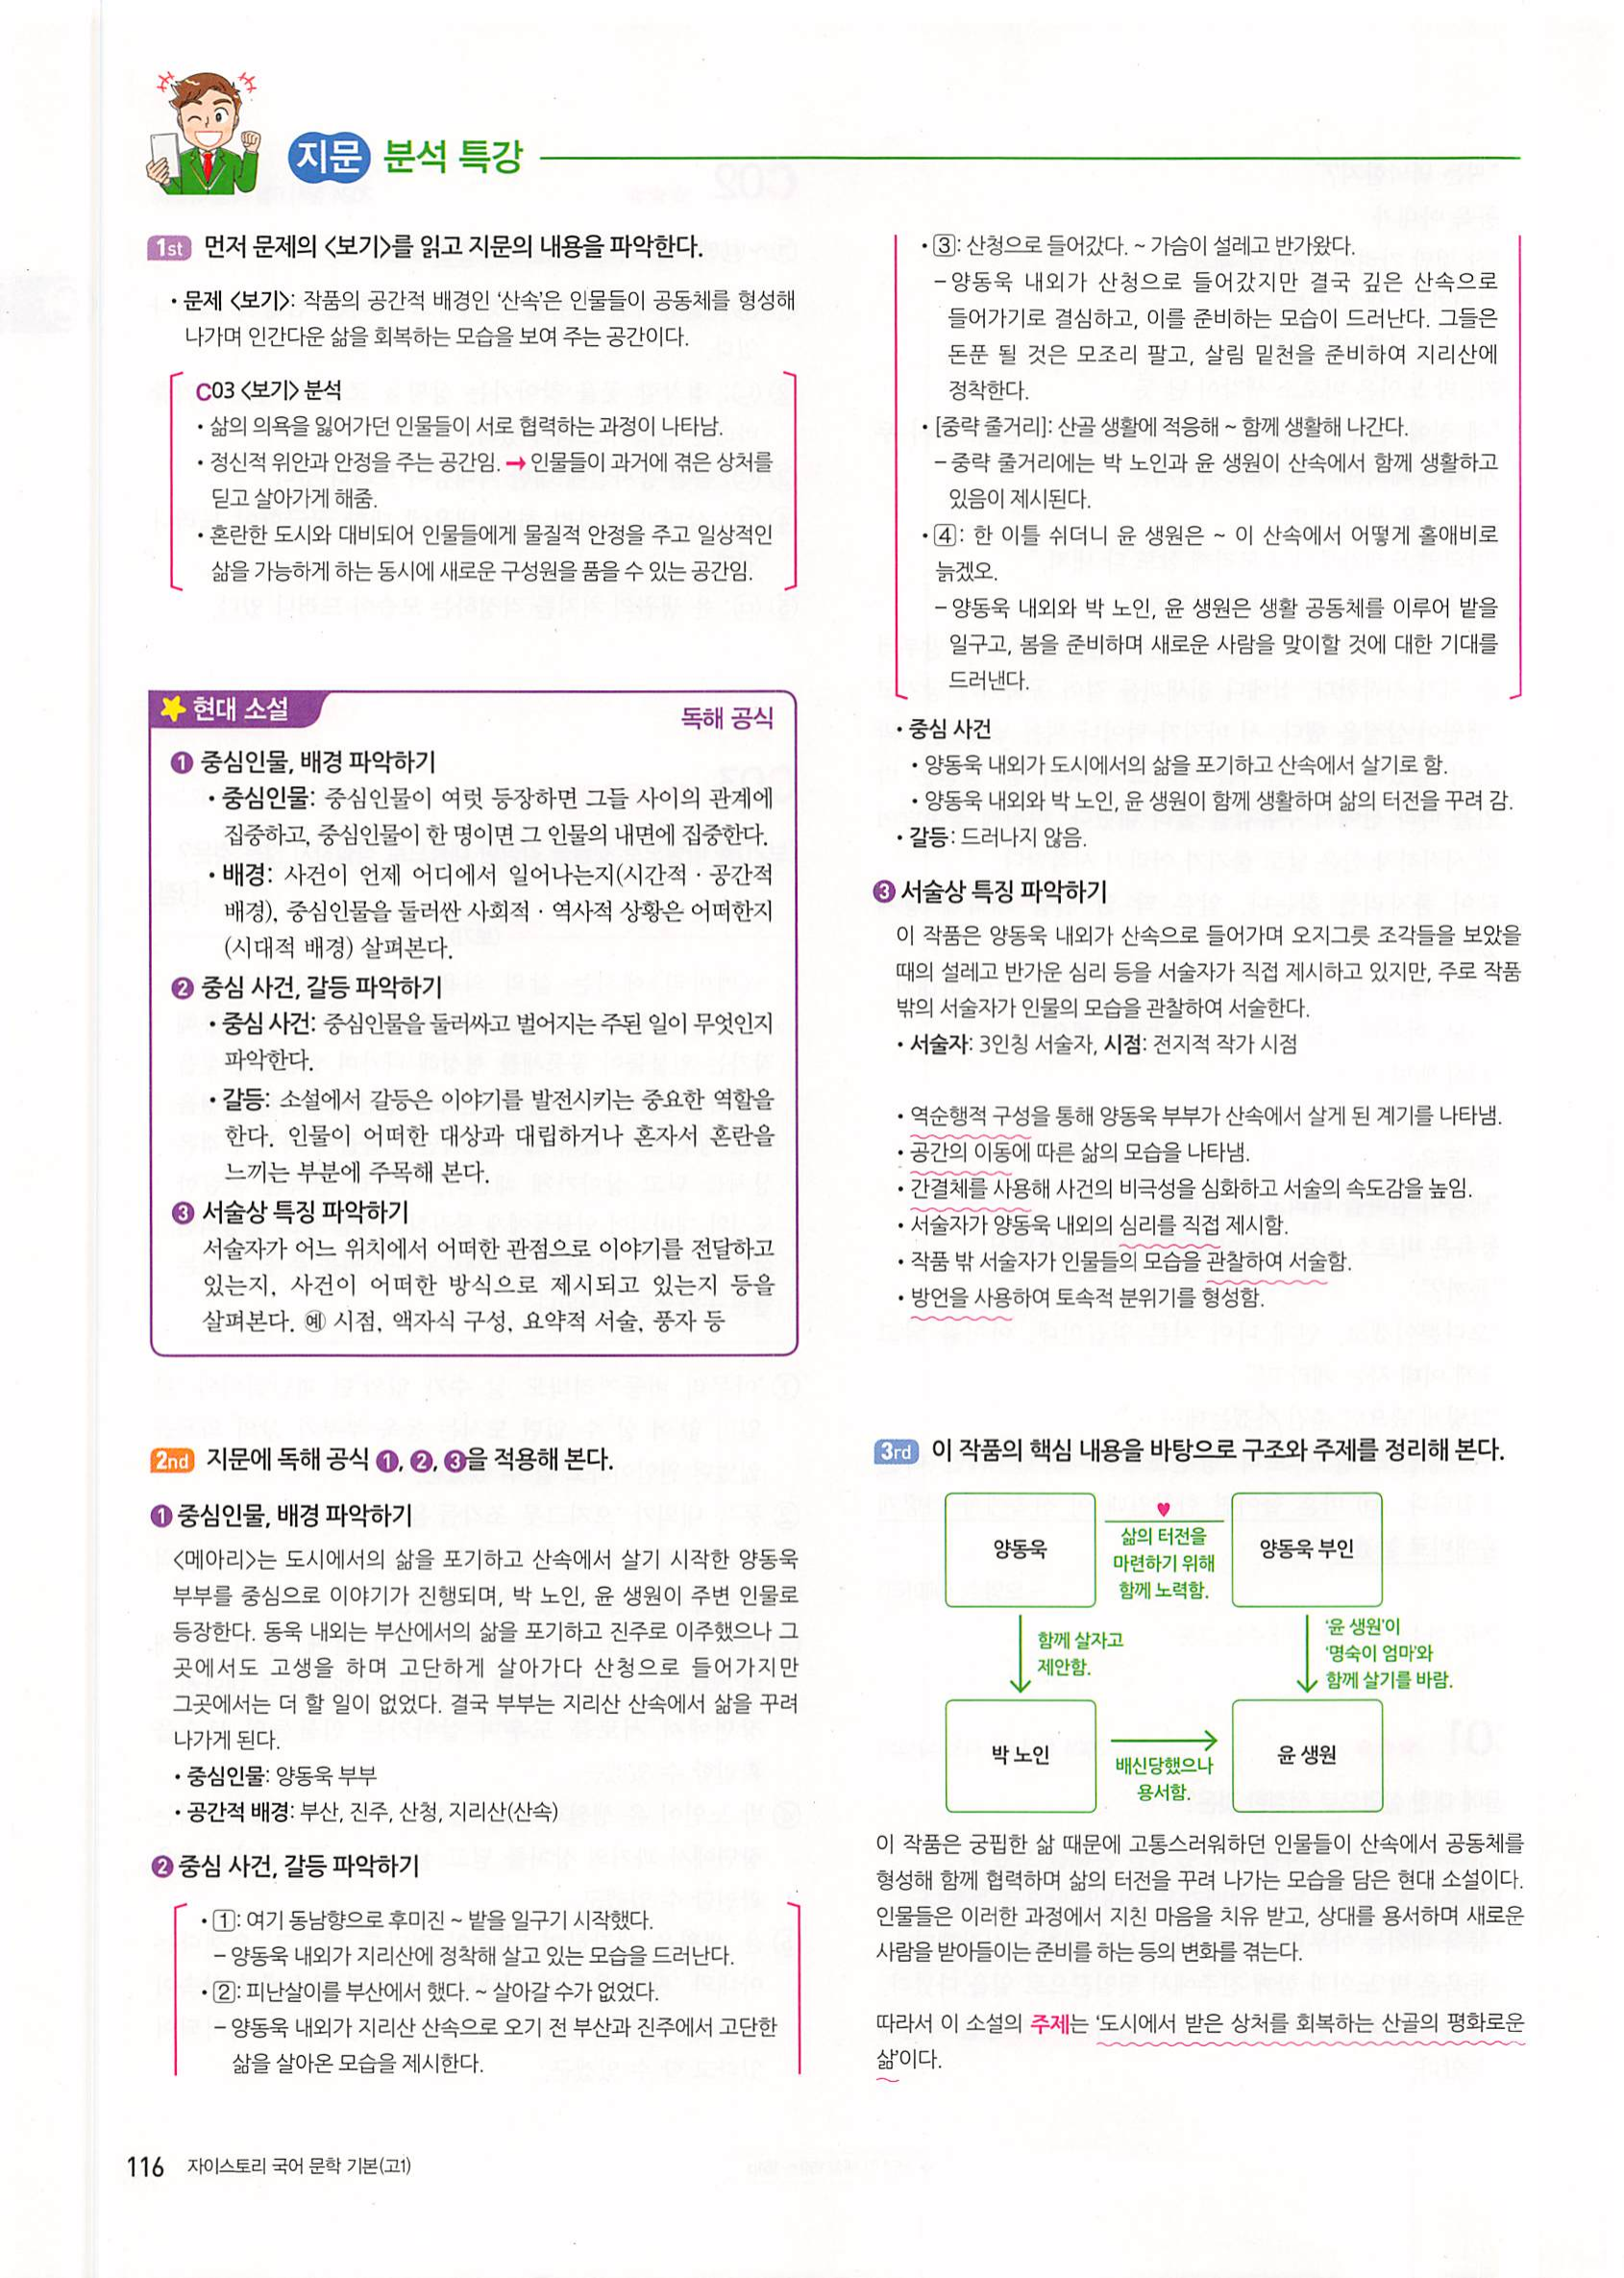 지문 분석 특강
1st 먼저 문제의 <보기>를 읽고 지문의 내용을 파악한다.
• 문제 <보기>: 작품의 공간적 배경인 '산속'은 인물들이 공동체를 형성해
나가며 인간다운 삶을 회복하는 모습을 보여 주는 공간이다.
C03 <보기> 분석
• 삶의 의욕을 잃어가던 인물들이 서로 협력하는 과정이 나타남.
• 정신적 위안과 안정을 주는 공간임. → 인물들이 과거에 겪은 상처를
딛고 살아가게 해줌.
• 혼란한 도시와 대비되어 인물들에게 물질적 안정을 주고 일상적인
삶을 가능하게 하는 동시에 새로운 구성원을 품을 수 있는 공간임.
현대 소설
독해 공식
❶ 중심인물, 배경 파악하기
• 중심인물: 중심인물이 여럿 등장하면 그들 사이의 관계에
집중하고, 중심인물이 한 명이면 그 인물의 내면에 집중한다.
• 배경: 사건이 언제 어디에서 일어나는지(시간적 · 공간적
배경), 중심인물을 둘러싼 사회적 · 역사적 상황은 어떠한지
(시대적 배경) 살펴본다.
❷ 중심 사건, 갈등 파악하기
• 중심 사건: 중심인물을 둘러싸고 벌어지는 주된 일이 무엇인지
파악한다.
• 갈등: 소설에서 갈등은 이야기를 발전시키는 중요한 역할을
한다. 인물이 어떠한 대상과 대립하거나 혼자서 혼란을
느끼는 부분에 주목해 본다.
❸ 서술상 특징 파악하기
서술자가 어느 위치에서 어떠한 관점으로 이야기를 전달하고
있는지, 사건이 어떠한 방식으로 제시되고 있는지 등을
살펴본다. 예 시점, 액자식 구성, 요약적 서술, 풍자 등
2nd 지문에 독해 공식 ❶, ❷, ❸을 적용해 본다.
❶ 중심인물, 배경 파악하기
<메아리>는 도시에서의 삶을 포기하고 산속에서 살기 시작한 양동욱
부부를 중심으로 이야기가 진행되며, 박 노인, 윤 생원이 주변 인물로
등장한다. 동욱 내외는 부산에서의 삶을 포기하고 진주로 이주했으나 그
곳에서도 고생을 하며 고단하게 살아가다 산청으로 들어가지만
그곳에서는 더 할 일이 없었다. 결국 부부는 지리산 산속에서 삶을 꾸려
나가게 된다.
• 중심인물: 양동욱 부부
• 공간적 배경: 부산, 진주, 산청, 지리산(산속)
❷ 중심 사건, 갈등 파악하기
• 1: 여기 동남향으로 후미진 ~ 밭을 일구기 시작했다.
– 양동욱 내외가 지리산에 정착해 살고 있는 모습을 드러난다.
• 2: 피난살이를 부산에서 했다. ~ 살아갈 수가 없었다.
– 양동욱 내외가 지리산 산속으로 오기 전 부산과 진주에서 고단한
삶을 살아온 모습을 제시한다.
• 3: 산청으로 들어갔다. ~ 가슴이 설레고 반가왔다.
– 양동욱 내외가 산청으로 들어갔지만 결국 깊은 산속으로
들어가기로 결심하고, 이를 준비하는 모습이 드러난다. 그들은
돈푼 될 것은 모조리 팔고, 살림 밑천을 준비하여 지리산에
정착한다.
• [중략 줄거리]: 산골 생활에 적응해 ~ 함께 생활해 나간다.
– 중략 줄거리에는 박 노인과 윤 생원이 산속에서 함께 생활하고
있음이 제시된다.
• 4: 한 이틀 쉬더니 윤 생원은 ~ 이 산속에서 어떻게 홀애비로
늙겠오.
– 양동욱 내외와 박 노인, 윤 생원은 생활 공동체를 이루어 밭을
일구고, 봄을 준비하며 새로운 사람을 맞이할 것에 대한 기대를
드러낸다.
• 중심 사건
• 양동욱 내외가 도시에서의 삶을 포기하고 산속에서 살기로 함.
• 양동욱 내외와 박 노인, 윤 생원이 함께 생활하며 삶의 터전을 꾸려 감.
• 갈등: 드러나지 않음.
❸ 서술상 특징 파악하기
이 작품은 양동욱 내외가 산속으로 들어가며 오지그릇 조각들을 보았을
때의 설레고 반가운 심리 등을 서술자가 직접 제시하고 있지만, 주로 작품
밖의 서술자가 인물의 모습을 관찰하여 서술한다.
• 서술자: 3인칭 서술자, 시점: 전지적 작가 시점
• 역순행적 구성을 통해 양동욱 부부가 산속에서 살게 된 계기를 나타냄.
• 공간의 이동에 따른 삶의 모습을 나타냄.
• 간결체를 사용해 사건의 비극성을 심화하고 서술의 속도감을 높임.
• 서술자가 양동욱 내외의 심리를 직접 제시함.
• 작품 밖 서술자가 인물들의 모습을 관찰하여 서술함.
• 방언을 사용하여 토속적 분위기를 형성함.
3rd 이 작품의 핵심 내용을 바탕으로 구조와 주제를 정리해 본다.
양동욱
삶의 터전을
마련하기 위해
함께 노력함.
양동욱 부인
함께 살자고
제안함.
'윤 생원'이
'명숙이 엄마'와
함께 살기를 바람.
박 노인
배신당했으나
용서함.
윤 생원
이 작품은 궁핍한 삶 때문에 고통스러워하던 인물들이 산속에서 공동체를
형성해 함께 협력하며 삶의 터전을 꾸려 나가는 모습을 담은 현대 소설이다.
인물들은 이러한 과정에서 지친 마음을 치유 받고, 상대를 용서하며 새로운
사람을 받아들이는 준비를 하는 등의 변화를 겪는다.
따라서 이 소설의 주제는 '도시에서 받은 상처를 회복하는 산골의 평화로운
삶'이다.
116 자이스토리 국어 문학 기본(고1)